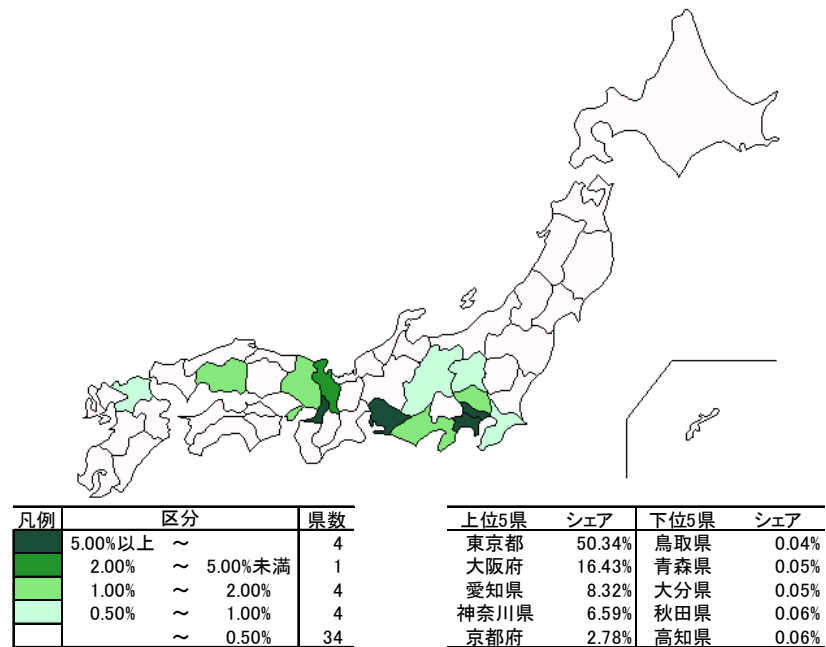 凡例 区分 県数
5.00%以上 ～ 4
2.00% ～ 5.00%未満 1
1.00% ～ 2.00% 4
0.50% ～ 1.00% 4
～ 0.50% 34
上位5県 シェア 下位5県 シェア
東京都 50.34% 鳥取県 0.04%
大阪府 16.43% 青森県 0.05%
愛知県 8.32% 大分県 0.05%
神奈川県 6.59% 秋田県 0.06%
京都府 2.78% 高知県 0.06%